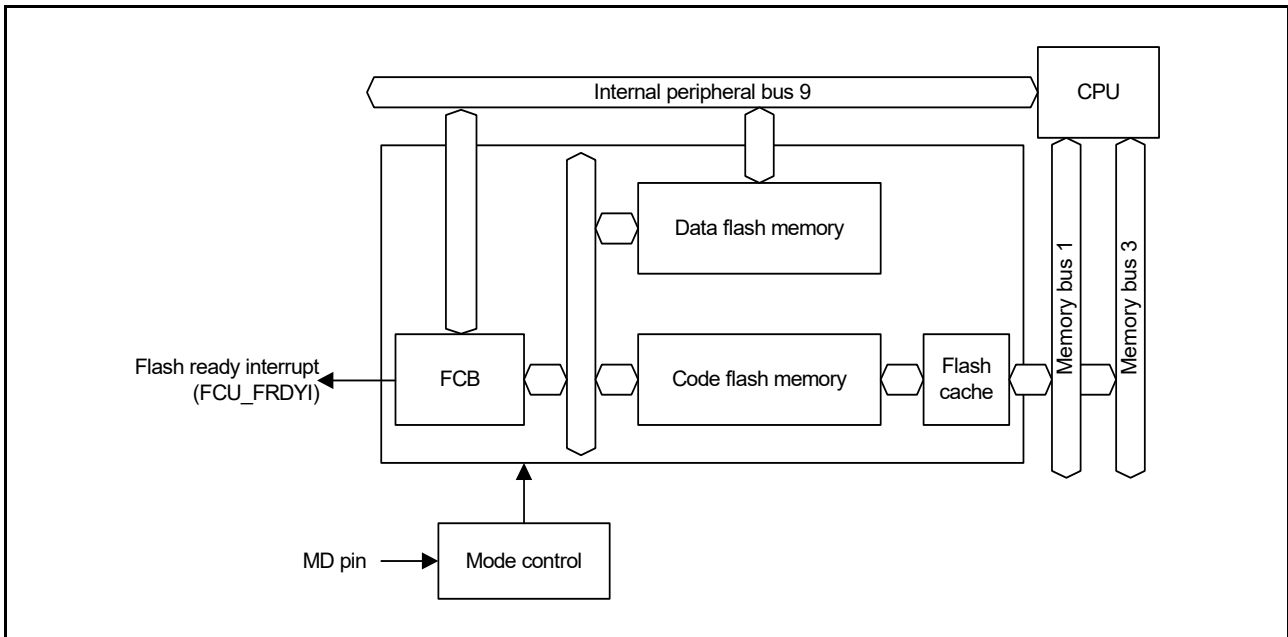 Internal peripheral bus 9
CPU
Data flash memory
Memory bus 1
Memory bus 3
Flash ready interrupt
(FCU_FRDYI)
FCB
Code flash memory
Flash
cache
MD pin
Mode control